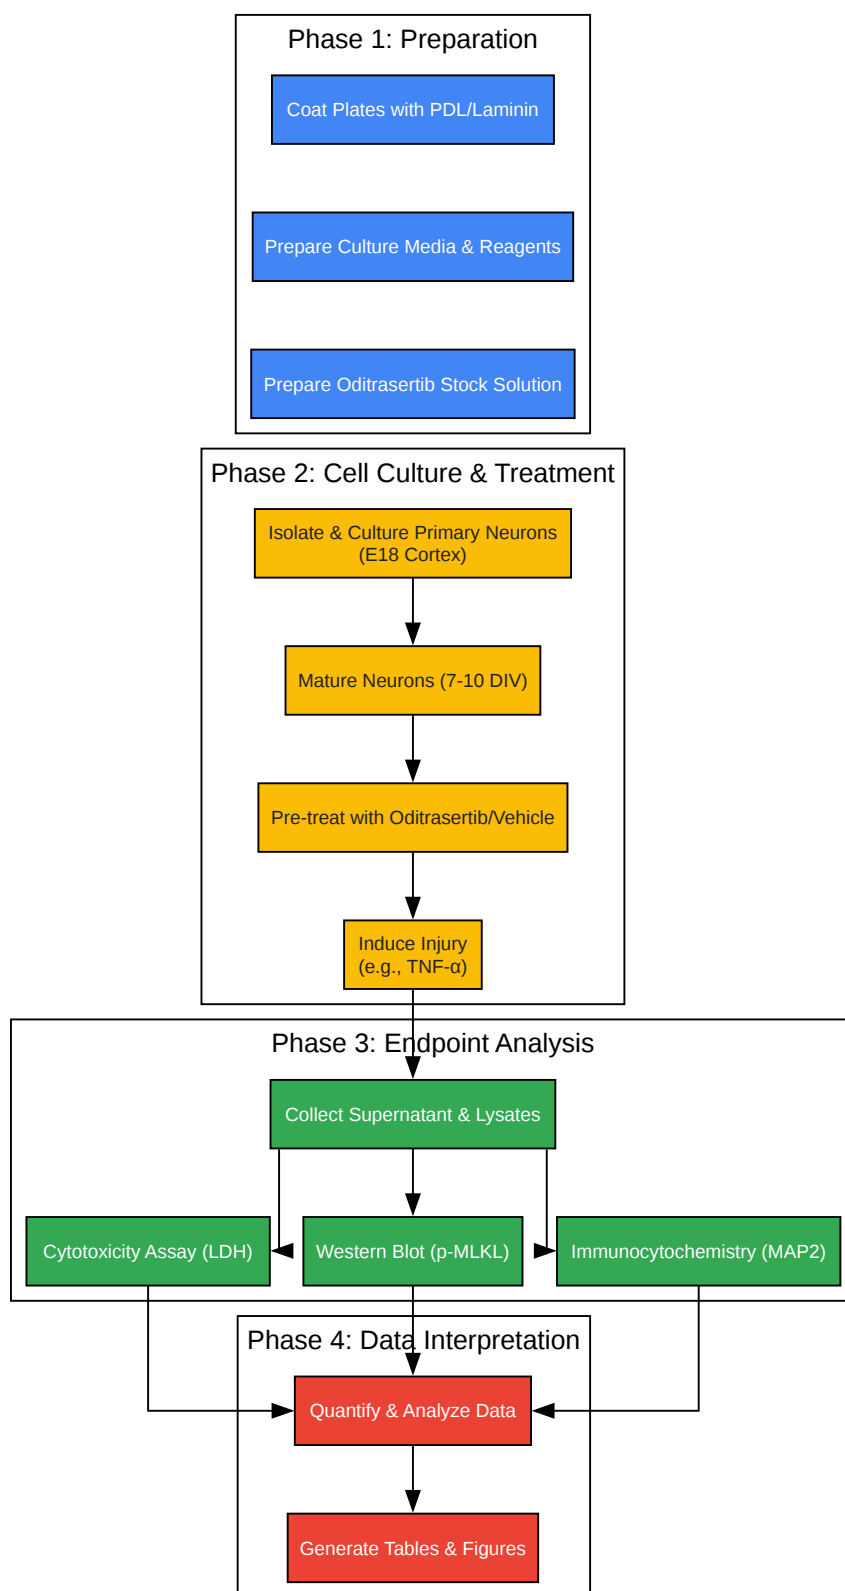 Phase 1: Preparation
Coat Plates with PDL/Laminin
Prepare Culture Media & Reagents
Prepare Oditrasertib Stock Solution
Phase 2: Cell Culture & Treatment
Isolate & Culture Primary Neurons
(E18 Cortex)
Mature Neurons (7-10 DIV)
Pre-treat with Oditrasertib/Vehicle
Induce Injury
(e.g., TNF-α)
Phase 3: Endpoint Analysis
Collect Supernatant & Lysates
Cytotoxicity Assay (LDH)
Western Blot (p-MLKL)
Immunocytochemistry (MAP2)
Phase 4: Data Interpretation
Quantify & Analyze Data
Generate Tables & Figures